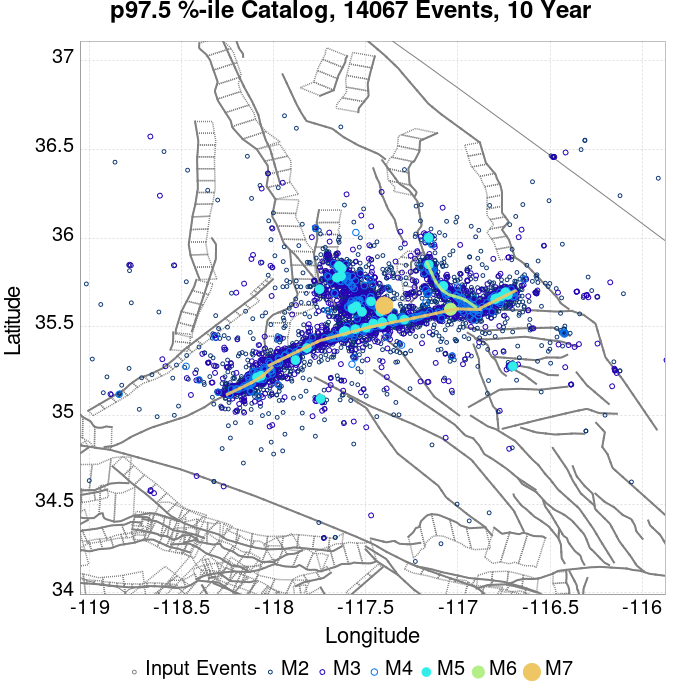 p97.5 %-ile Catalog, 14067 Events, 10 Year
37
36.5
36
35.5
35
34.5
34
Latitude
-119 -118.5 -118 -117.5 -117 -116.5 -116
Longitude
Input Events M2 M3 M4 M5 M6 M7